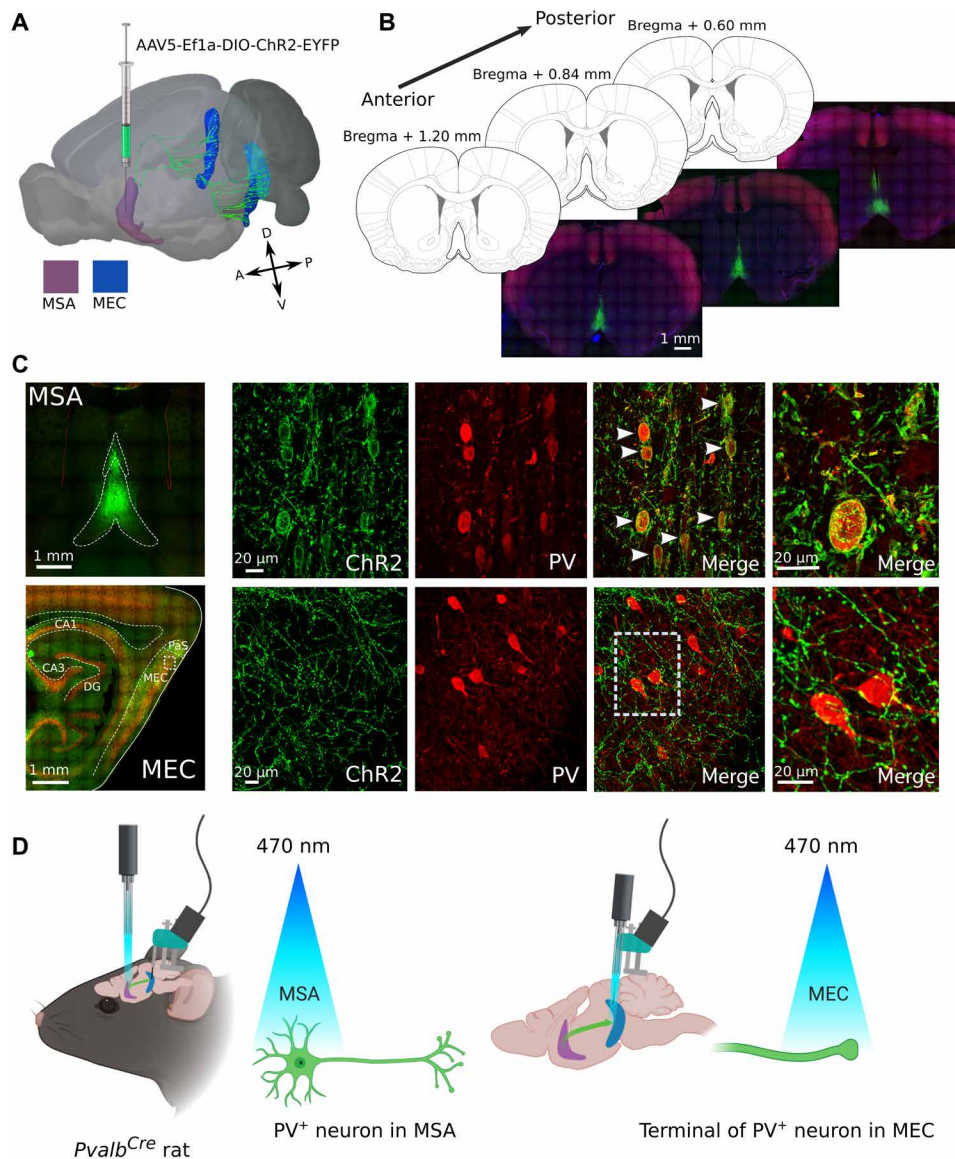 A
AAV5-Ef1a-DIO-ChR2-EYFP
D
A
P
V
MSA
MEC
B
Posterior
Anterior
Bregma + 0.60 mm
Bregma + 0.84 mm
Bregma + 1.20 mm
1 mm
C
MSA
1 mm
20 µm
ChR2
PV
Merge
20 µm
Merge
CA1
CA3
DG
PaS
MEC
1 mm
MEC
20 µm
ChR2
PV
Merge
20 µm
Merge
D
470 nm
MSA
Pvalb^Cre rat
PV⁺ neuron in MSA
470 nm
MEC
Terminal of PV⁺ neuron in MEC